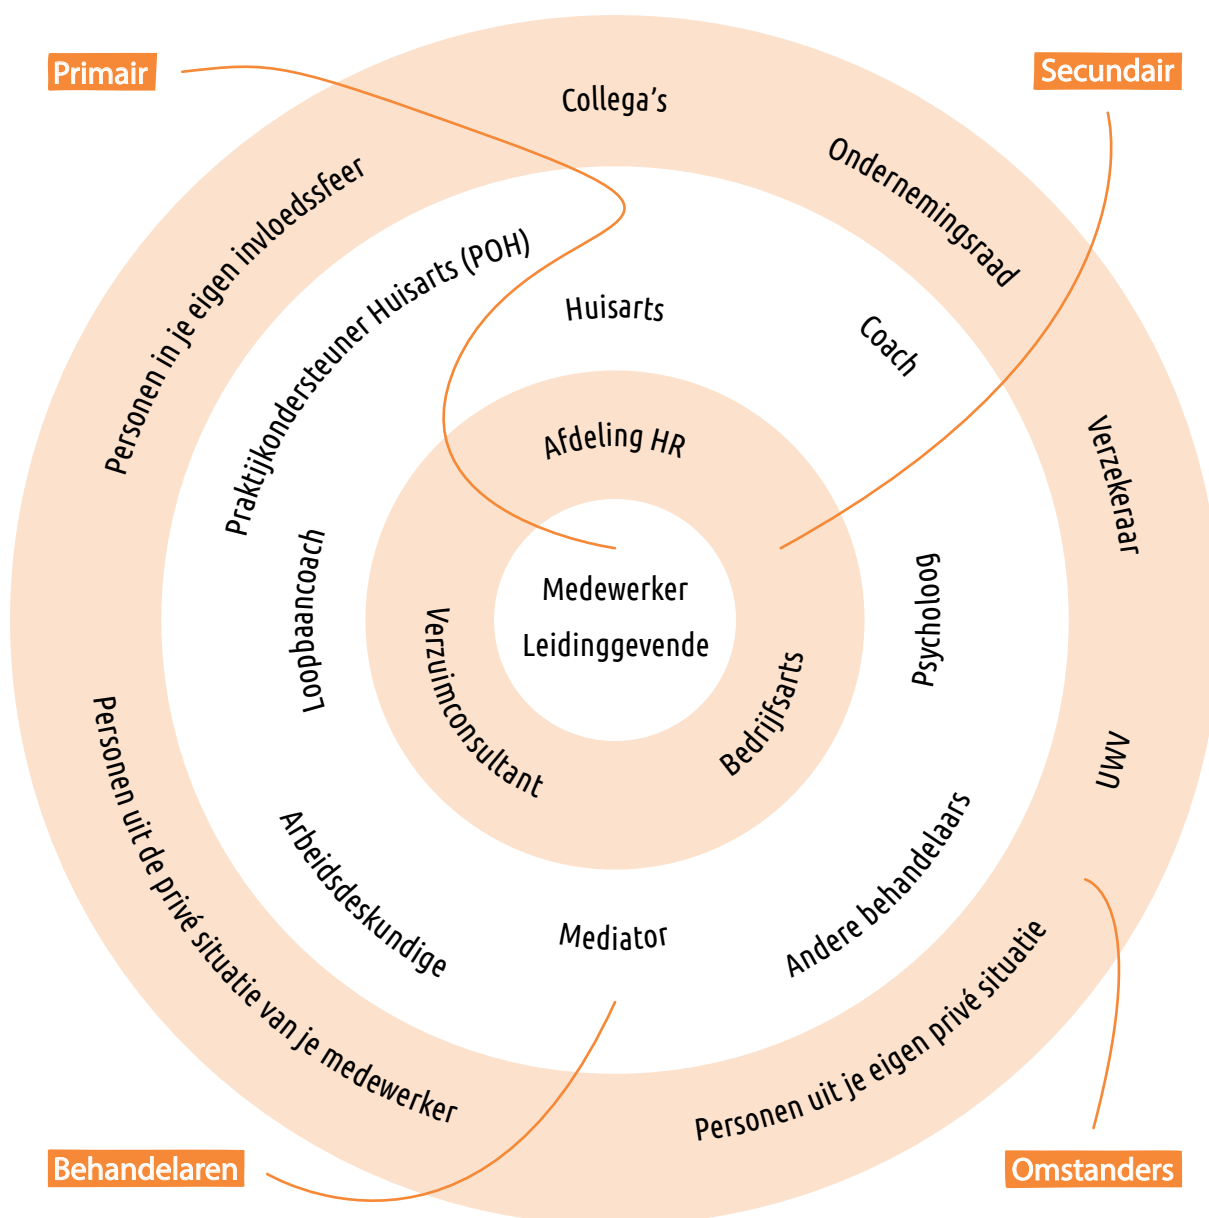 Primair
Secundair
Collega's
Ondernemingsraad
Personen in je eigen invloedssfeer
Praktijkondersteuner Huisarts (POH)
Huisarts
Coach
Verzekeraar
Afdeling HR
Loopbaancoach
Medewerker
Leidinggevende
Psycholoog
Verzuimconsultant
Bedrijfsarts
UWV
Personen uit de privé situatie van je medewerker
Arbeidsdeskundige
Mediator
Andere behandelaars
Personen uit je eigen privé situatie
Behandelaren
Omstanders